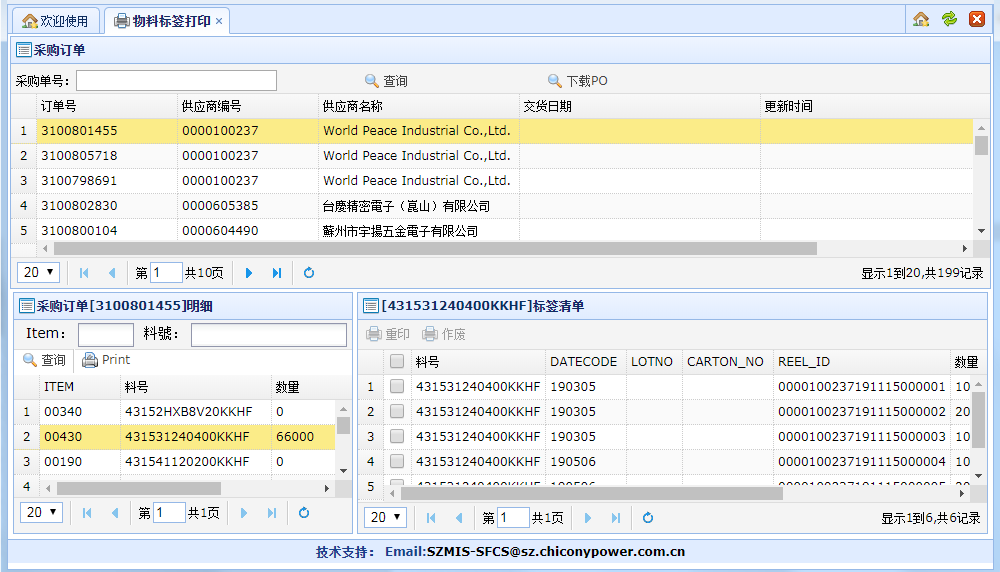 欢迎使用 物料标签打印 ×
采购订单
采购单号: 查询 下载PO
订单号 供应商编号 供应商名称 交货日期 更新时间
1 3100801455 0000100237 World Peace Industrial Co.,Ltd.
2 3100805718 0000100237 World Peace Industrial Co.,Ltd.
3 3100798691 0000100237 World Peace Industrial Co.,Ltd.
4 3100802830 0000605385 台慶精密電子（崑山）有限公司
5 3100800104 0000604490 蘇州市宇揚五金電子有限公司
20 第 1 共10页 显示1到20,共199记录
采购订单[3100801455]明细
Item: 料號:
查询 Print
ITEM 料号 数量
1 00340 43152HXB8V20KKHF 0
2 00430 431531240400KKHF 66000
3 00190 431541120200KKHF 0
4
20 第 1 共1页
[431531240400KKHF]标签清单
重印 作废
料号 DATECODE LOTNO CARTON_NO REEL_ID 数量
1 431531240400KKHF 190305 0000100237191115000001 10
2 431531240400KKHF 190305 0000100237191115000002 20
3 431531240400KKHF 190305 0000100237191115000003 10
4 431531240400KKHF 190506 0000100237191115000004 10
5 431531240400KKHF 190506 0000100237191115000005 20
20 第 1 共1页 显示1到6,共6记录
技术支持: Email:SZMIS-SFCS@sz.chiconypower.com.cn